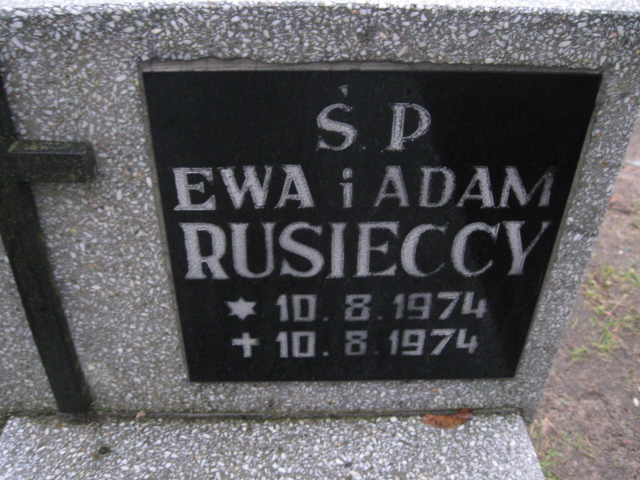 Ś.P
EWA i ADAM
RUSIECCY
✶ 10.8.1974
✝ 10.8.1974